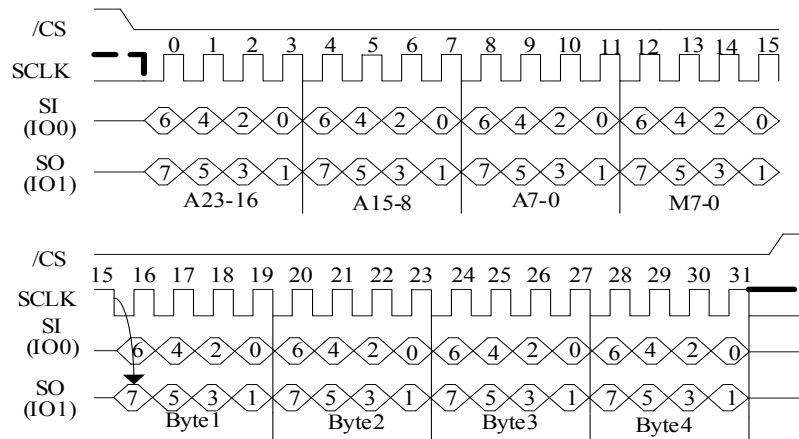 /CS
0 1 2 3 4 5 6 7 8 9 10 11 12 13 14 15
SCLK
SI
(IO0)
6 4 2 0 6 4 2 0 6 4 2 0 6 4 2 0
SO
(IO1)
7 5 3 1 7 5 3 1 7 5 3 1 7 5 3 1
A23-16 A15-8 A7-0 M7-0
/CS
15 16 17 18 19 20 21 22 23 24 25 26 27 28 29 30 31
SCLK
SI
(IO0)
6 4 2 0 6 4 2 0 6 4 2 0 6 4 2 0
SO
(IO1)
7 5 3 1 7 5 3 1 7 5 3 1 7 5 3 1
Byte1 Byte2 Byte3 Byte4